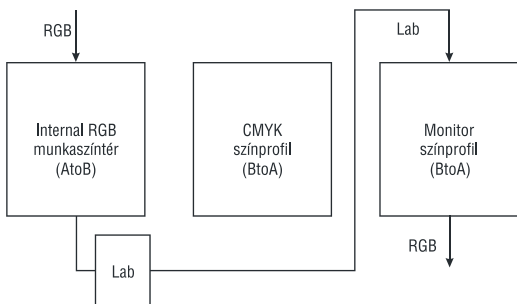 RGB
Lab
Internal RGB
munkaszíntér
(AtoB)
CMYK
színprofil
(BtoA)
Monitor
színprofil
(BtoA)
Lab
RGB